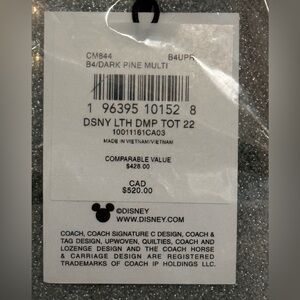 CM844 B4UPR
B4/DARK PINE MULTI
1 96395 10152 8
DSNY LTH DMP TOT 22
10011161CA03
MADE IN VIETNAM/VIETNAM
COMPARABLE VALUE
$428.00
CAD
$520.00
©DISNEY
WWW.DISNEY.COM
COACH, COACH SIGNATURE C DESIGN, COACH &
TAG DESIGN, UPWOVEN, QUILTIES, COACH AND
LOZENGE DESIGN AND THE COACH HORSE
& CARRIAGE DESIGN ARE REGISTERED
TRADEMARKS OF COACH IP HOLDINGS LLC.